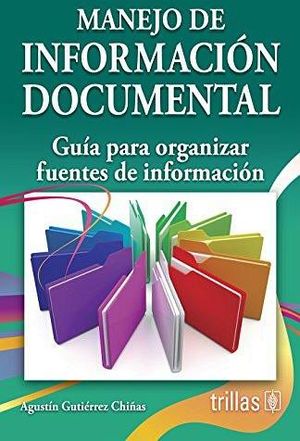 MANEJO DE
INFORMACIÓN
DOCUMENTAL
Guía para organizar
fuentes de información
Agustín Gutiérrez Chiñas
trillas